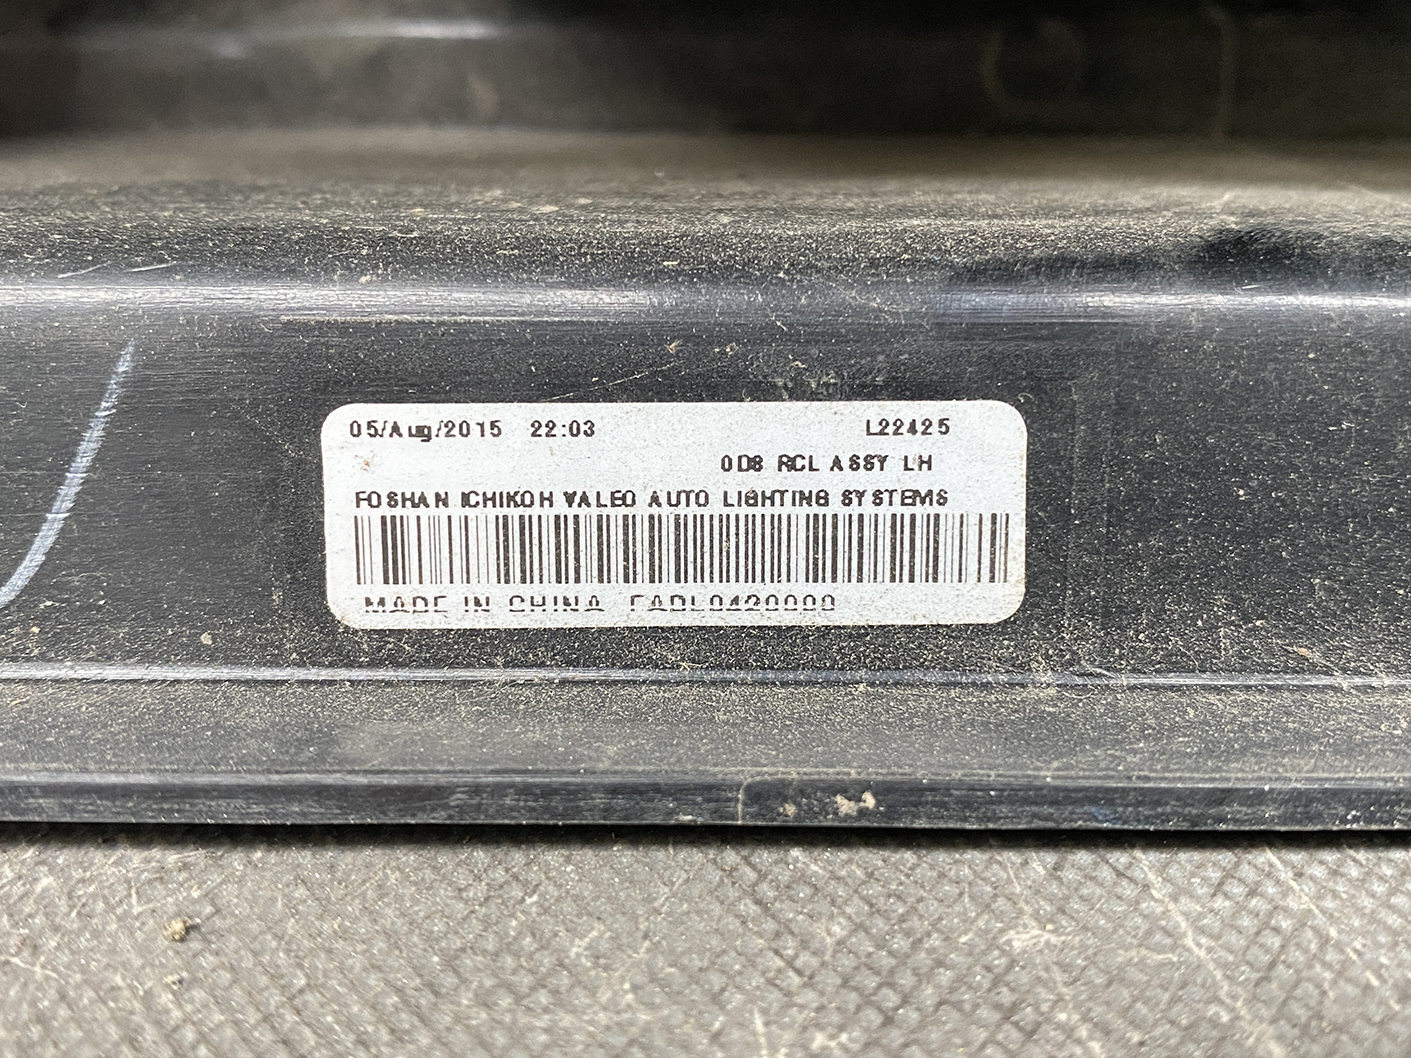 05/Aug/2015 22:03 L22425
0D8 RCL ASSY LH
FOSHAN ICHIKOH VALEO AUTO LIGHTING SYSTEMS
MADE IN CHINA